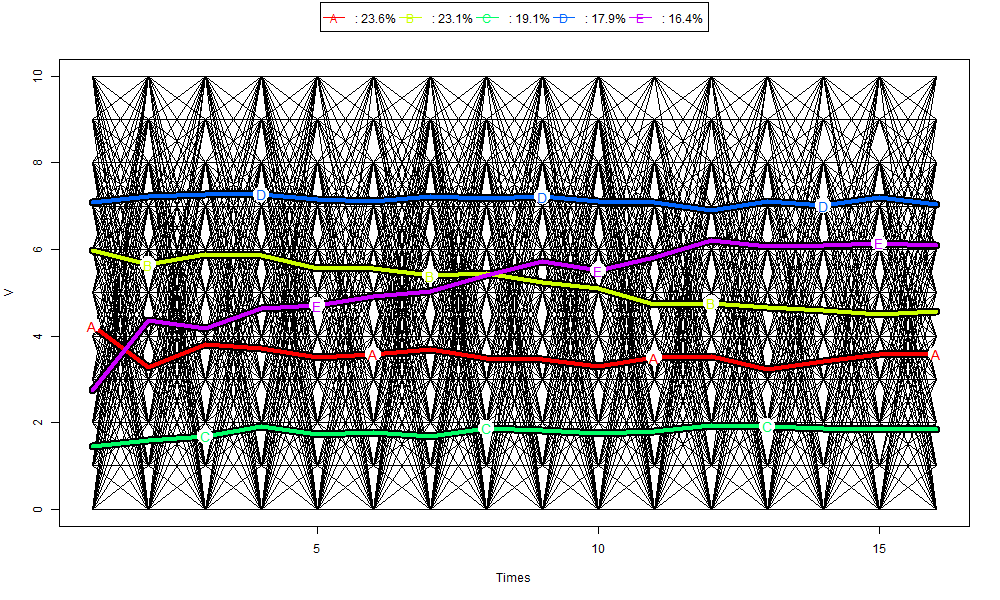 A : 23.6% B : 23.1% C : 19.1% D : 17.9% E : 16.4%
10
8
6
4
2
0
V
D D D
B B B
E E E
A A A A
C C C
5 10 15
Times